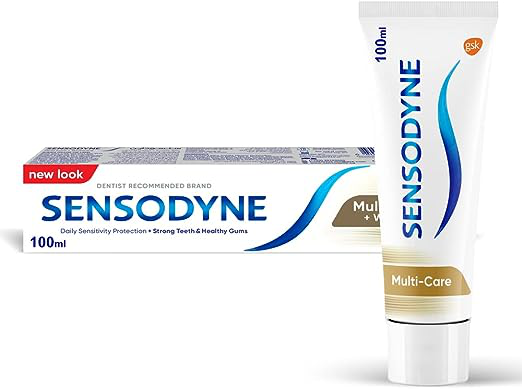 new look
DENTIST RECOMMENDED BRAND
SENSODYNE
Daily Sensitivity Protection + Strong Teeth & Healthy Gums
100ml
+
gsk
100ml
SENSODYNE
Multi-Care